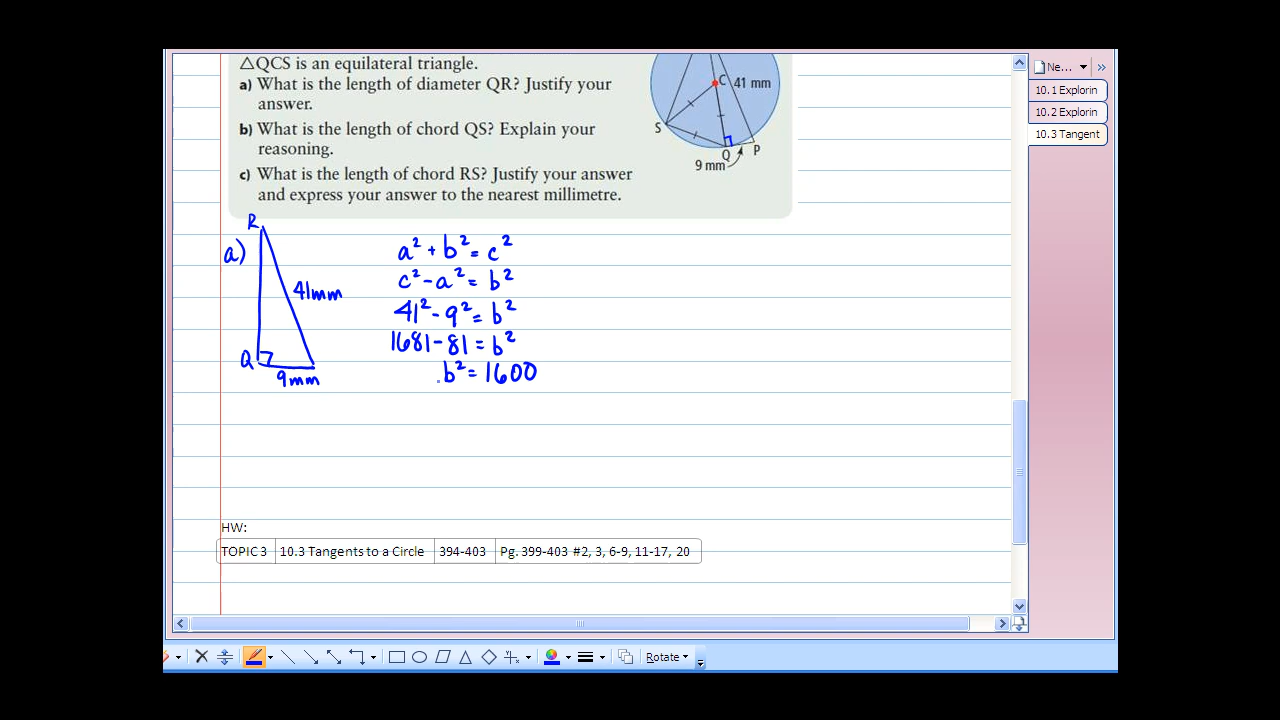 △QCS is an equilateral triangle.
a) What is the length of diameter QR? Justify your
answer.
b) What is the length of chord QS? Explain your
reasoning.
c) What is the length of chord RS? Justify your answer
and express your answer to the nearest millimetre.
C 41 mm
S
Q
P
9 mm
R
a)
41mm
Q
9mm
a² + b² = c²
c² - a² = b²
41² - 9² = b²
1681 - 81 = b²
b² = 1600
HW:
TOPIC 3 10.3 Tangents to a Circle 394-403 Pg. 399-403 #2, 3, 6-9, 11-17, 20
Ne...
10.1 Explorin
10.2 Explorin
10.3 Tangent
Rotate